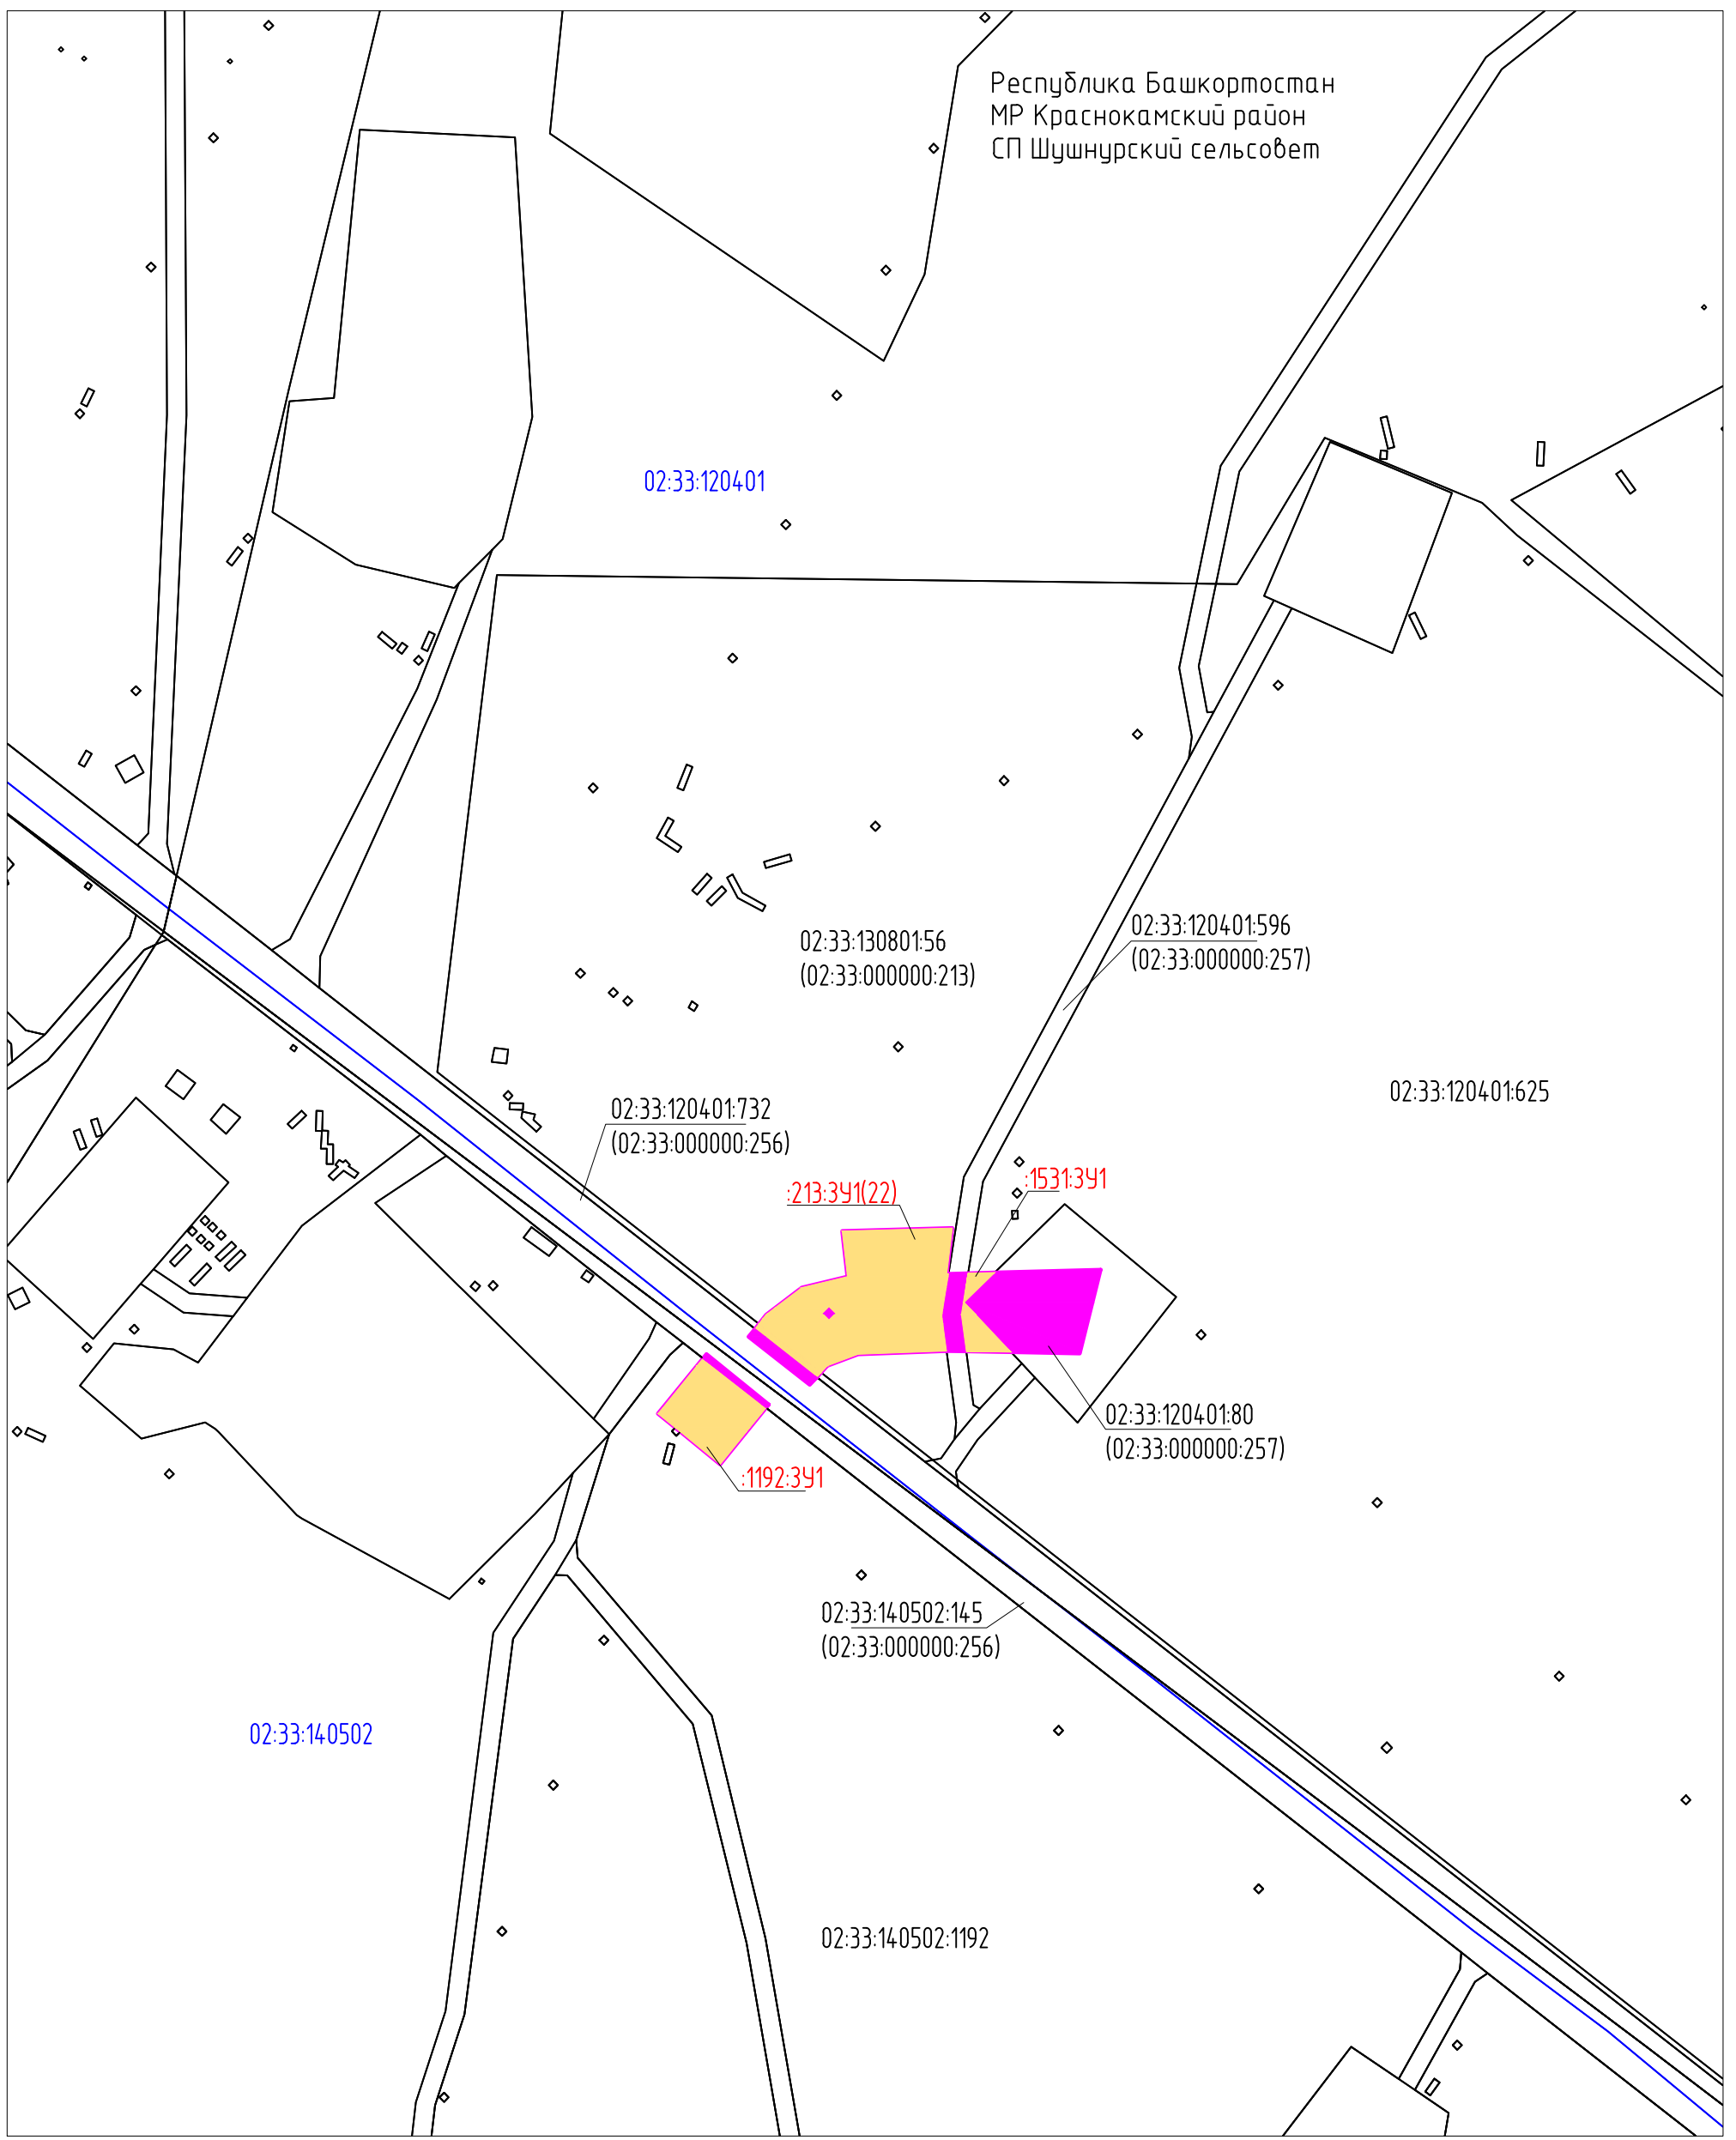 Республика Башкортостан
МР Краснокамский район
СП Шушнурский сельсовет
02:33:120401
02:33:130801:56
(02:33:000000:213)
02:33:120401:596
(02:33:000000:257)
02:33:120401:625
02:33:120401:732
(02:33:000000:256)
:213:ЗУ1(22)
:1531:ЗУ1
02:33:120401:80
(02:33:000000:257)
:1192:ЗУ1
02:33:140502:145
(02:33:000000:256)
02:33:140502
02:33:140502:1192